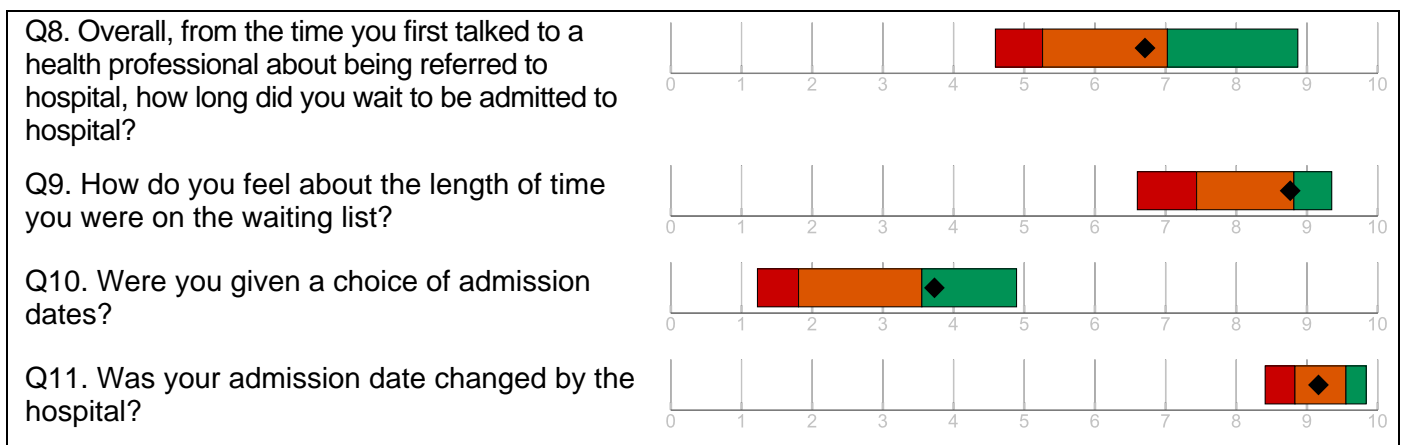 Q8. Overall, from the time you first talked to a
health professional about being referred to
hospital, how long did you wait to be admitted to
hospital?
0 1 2 3 4 5 6 7 8 9 10
Q9. How do you feel about the length of time
you were on the waiting list?
0 1 2 3 4 5 6 7 8 9 10
Q10. Were you given a choice of admission
dates?
0 1 2 3 4 5 6 7 8 9 10
Q11. Was your admission date changed by the
hospital?
0 1 2 3 4 5 6 7 8 9 10